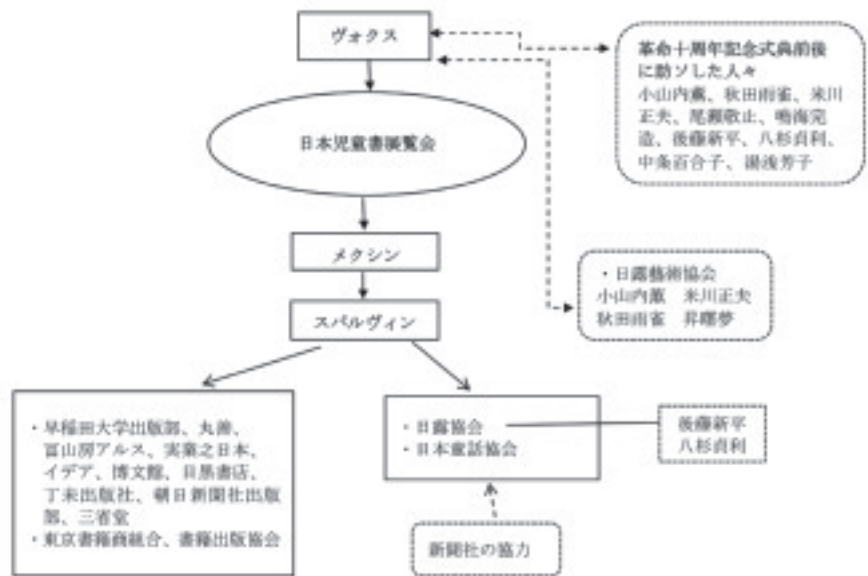 ヴォクス
革命十周年記念式典前後
に訪ソした人々
小山内薫、秋田雨雀、米川
正夫、尾瀬敬止、鳴海完
造、後藤新平、八杉貞利、
中条百合子、湯浅芳子
日本児童書展覧会
メクシン
・日露藝術協会
小山内薫 米川正夫
秋田雨雀 昇曙夢
スパルヴィン
・早稲田大学出版部、丸善、
冨山房アルス、実業之日本、
イデア、博文館、目黒書店、
丁未出版社、朝日新聞社出版
部、三省堂
・東京書籍商組合、書籍出版協会
・日露協会
・日本童話協会
後藤新平
八杉貞利
新聞社の協力